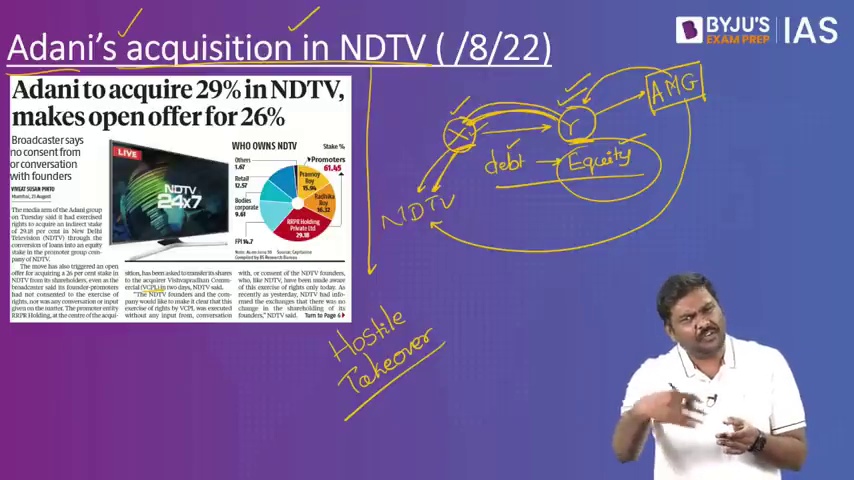 Adani's acquisition in NDTV ( /8/22)
BYJU'S
EXAM PREP
IAS
Adani to acquire 29% in NDTV,
makes open offer for 26%
Broadcaster says
no consent from
or conversation
with founders
VIVEAT SUSAN PINTO
Mumbai, 23 August
The media arm of the Adani group
on Tuesday said it had exercised
rights to acquire an indirect stake
of 29.18 per cent in New Delhi
Television (NDTV) through the
conversion of loans into an equity
stake in the promoter group company
of NDTV.
The move has also triggered an open
offer for acquiring a 26 per cent stake in
NDTV from its shareholders, even as the
broadcaster said its founder-promoters
had not consented to the exercise of
rights, nor was any conversation or input
given on the matter. The promoter entity
RRPR Holding, at the centre of the acqui-
LIVE
NDTV
24x7
WHO OWNS NDTV
Stake %
Others
1.67
Retail
12.57
Bodies
corporate
9.61
FPI 14.7
Promoters
61.45
Prannoy
Roy
15.94
Radhika
Roy
16.32
RRPR Holding
Private Ltd
29.18
Note: As on June 30
Source: Capitaline
Compiled by BS Research Bureau
sition, has been asked to transfer its shares
to the acquirer Vishvapradhan Comm-
ercial (VCPL) in two days, NDTV said.
"The NDTV founders and the com-
pany would like to make it clear that this
exercise of rights by VCPL was executed
without any input from, conversation
with, or consent of the NDTV founders,
who, like NDTV, have been made aware
of this exercise of rights only today. As
recently as yesterday, NDTV had infor-
med the exchanges that there was no
change in the shareholding of its
founders," NDTV said.
Turn to Page 6
X
Y
AMG
debt → Equity
NDTV
Hostile
Takeover